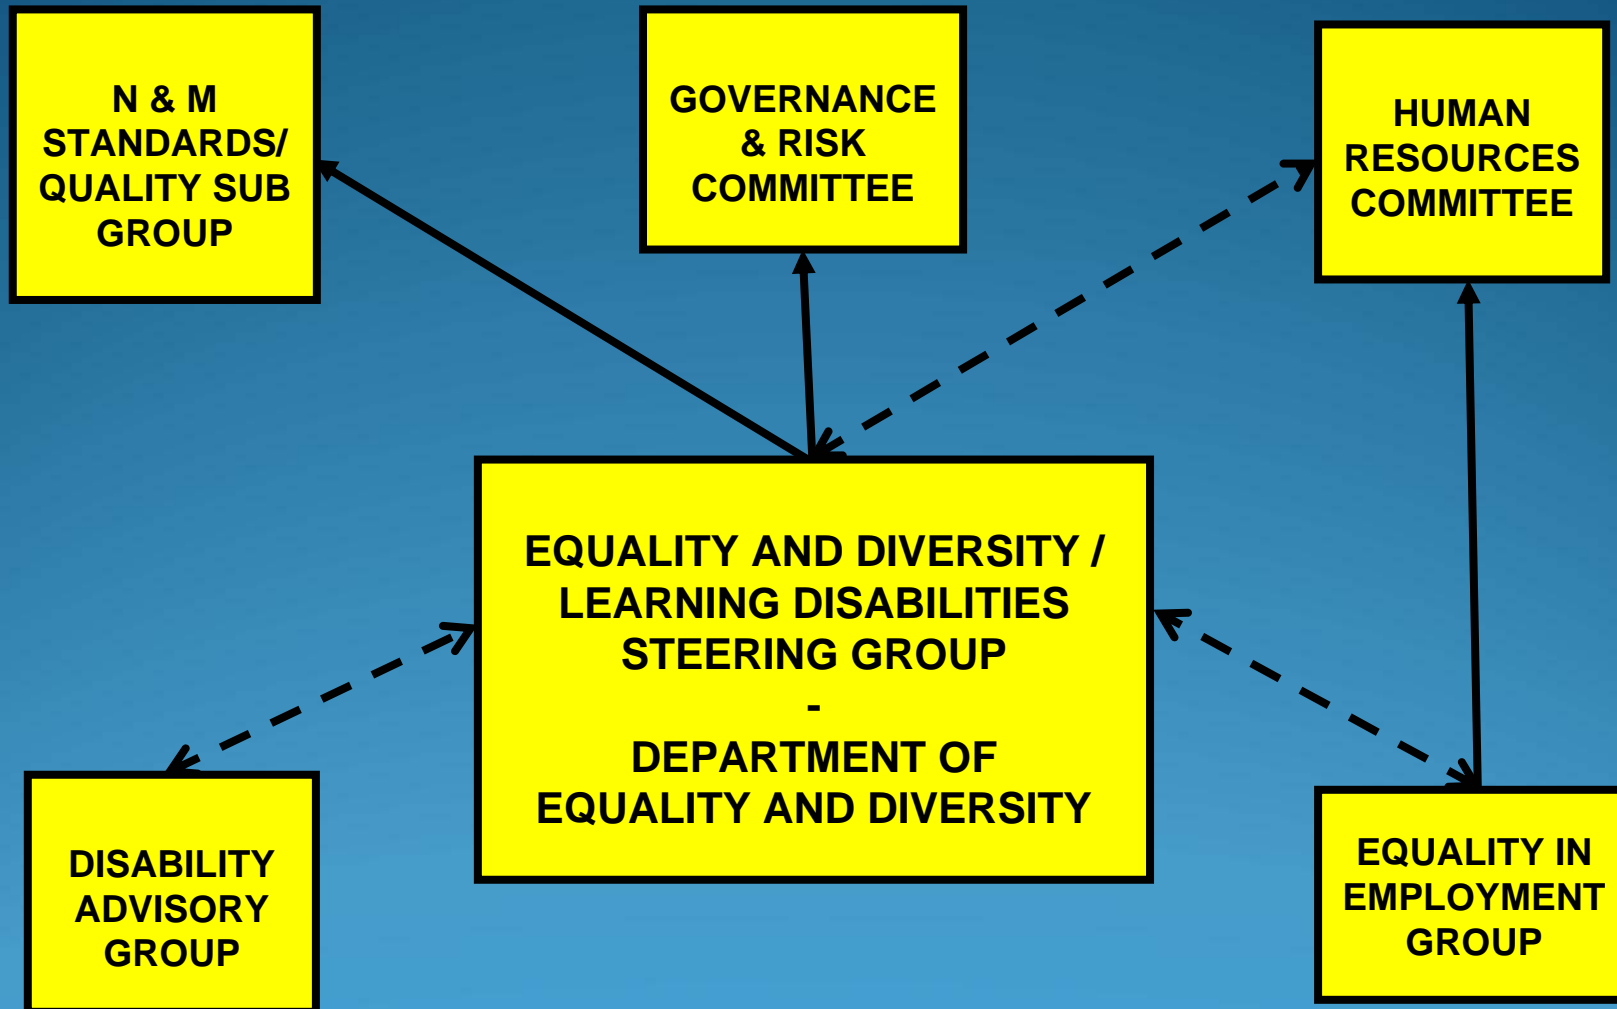 N & M
STANDARDS/
QUALITY SUB
GROUP
GOVERNANCE
& RISK
COMMITTEE
HUMAN
RESOURCES
COMMITTEE
EQUALITY AND DIVERSITY /
LEARNING DISABILITIES
STEERING GROUP
-
DEPARTMENT OF
EQUALITY AND DIVERSITY
DISABILITY
ADVISORY
GROUP
EQUALITY IN
EMPLOYMENT
GROUP